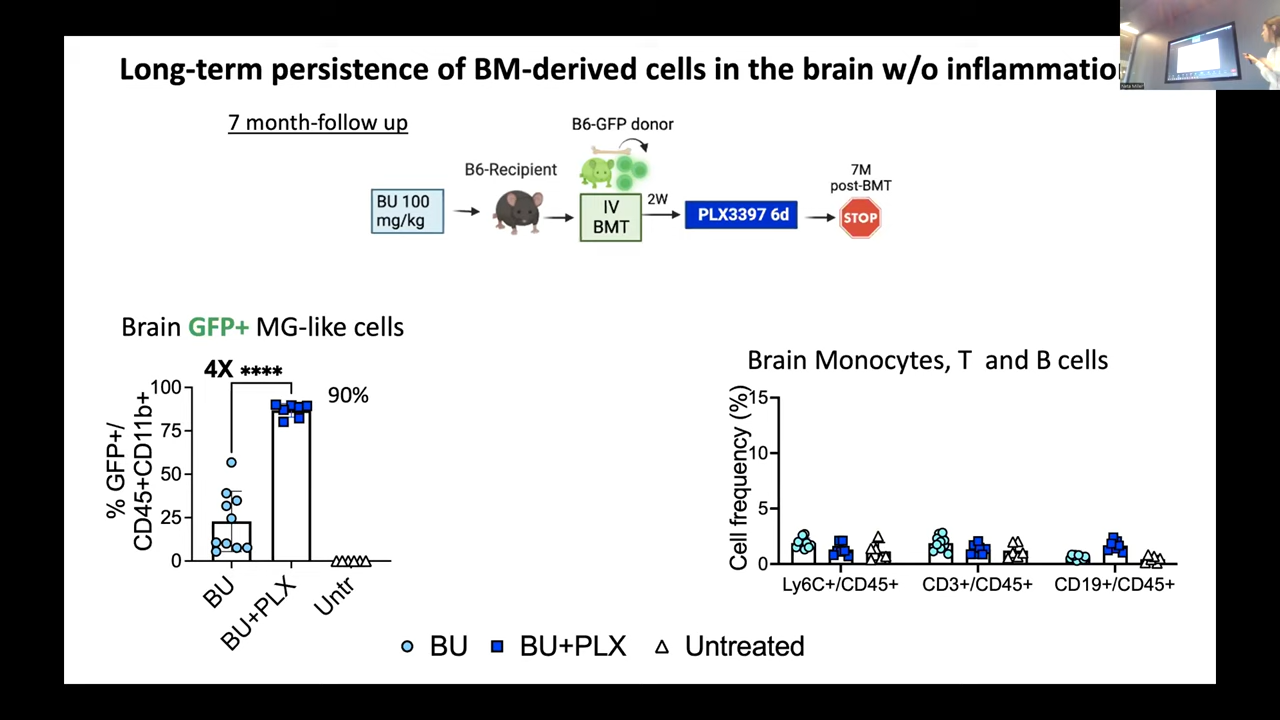 Long-term persistence of BM-derived cells in the brain w/o inflammation
7 month-follow up
B6-GFP donor
B6-Recipient
BU 100
mg/kg
IV
BMT
2W
PLX3397 6d
7M
post-BMT
STOP
Brain GFP+ MG-like cells
4X ****
90%
% GFP+/
CD45+CD11b+
100
75
50
25
0
BU
BU+PLX
Untr
Brain Monocytes, T and B cells
Cell frequency (%)
15
10
5
0
Ly6C+/CD45+
CD3+/CD45+
CD19+/CD45+
BU
BU+PLX
Untreated